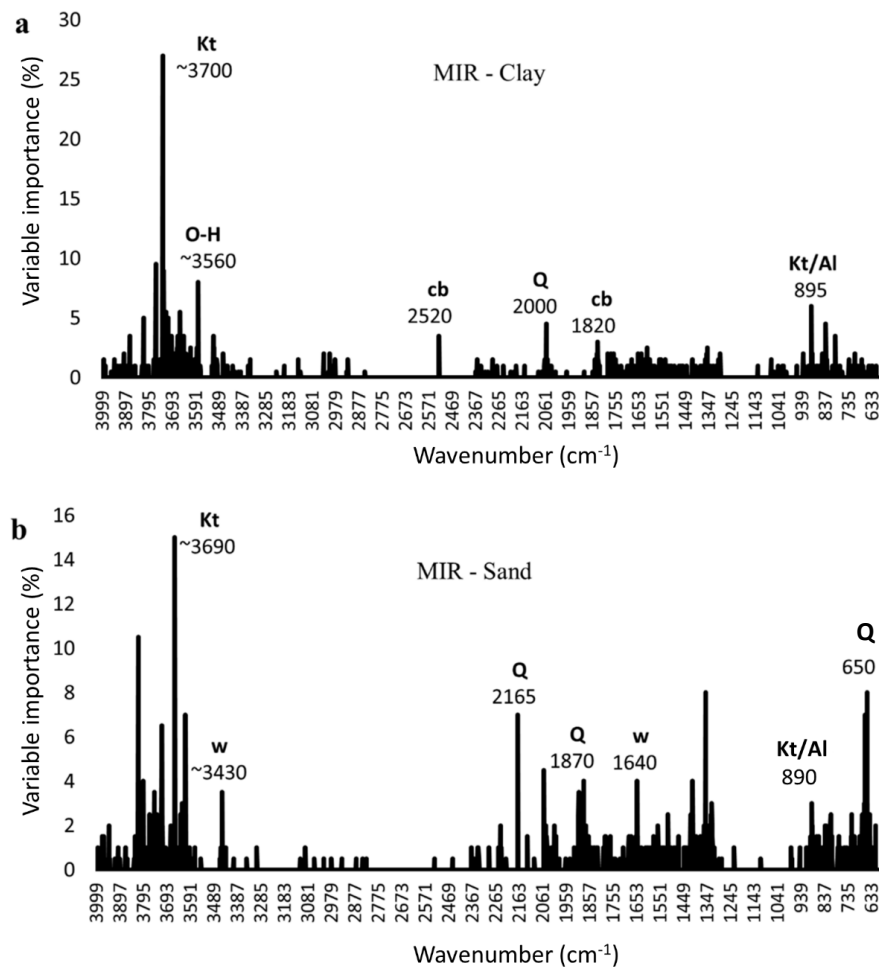 a
30
25
20
15
10
5
0
Variable importance (%)
MIR - Clay
Kt
~3700
O-H
~3560
cb
2520
Q
2000
cb
1820
Kt/Al
895
3999 3897 3795 3693 3591 3489 3387 3285 3183 3081 2979 2877 2775 2673 2571 2469 2367 2265 2163 2061 1959 1857 1755 1653 1551 1449 1347 1245 1143 1041 939 837 735 633
Wavenumber (cm-1)
b
16
14
12
10
8
6
4
2
0
Variable importance (%)
MIR - Sand
Kt
~3690
w
~3430
Q
2165
Q
1870
w
1640
Kt/Al
890
Q
650
3999 3897 3795 3693 3591 3489 3387 3285 3183 3081 2979 2877 2775 2673 2571 2469 2367 2265 2163 2061 1959 1857 1755 1653 1551 1449 1347 1245 1143 1041 939 837 735 633
Wavenumber (cm-1)